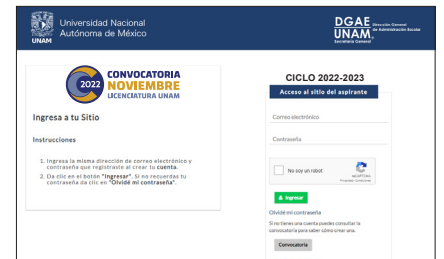 Universidad Nacional
Autónoma de México
UNAM
DGAE
UNAM
Dirección General
de Administración Escolar
Secretaría General
2022
CONVOCATORIA
NOVIEMBRE
LICENCIATURA UNAM
Ingresa a tu Sitio
Instrucciones
1. Ingresa la misma dirección de correo electrónico y
contraseña que registraste al crear tu cuenta.
2. Da clic en el botón "Ingresar". Si no recuerdas tu
contraseña da clic en "Olvidé mi contraseña".
CICLO 2022-2023
Acceso al sitio del aspirante
Correo electrónico
Contraseña
No soy un robot
reCAPTCHA
Ingresar
Olvidé mi contraseña
Si no tienes una cuenta puedes consultar la
convocatoria para saber cómo crear una.
Convocatoria